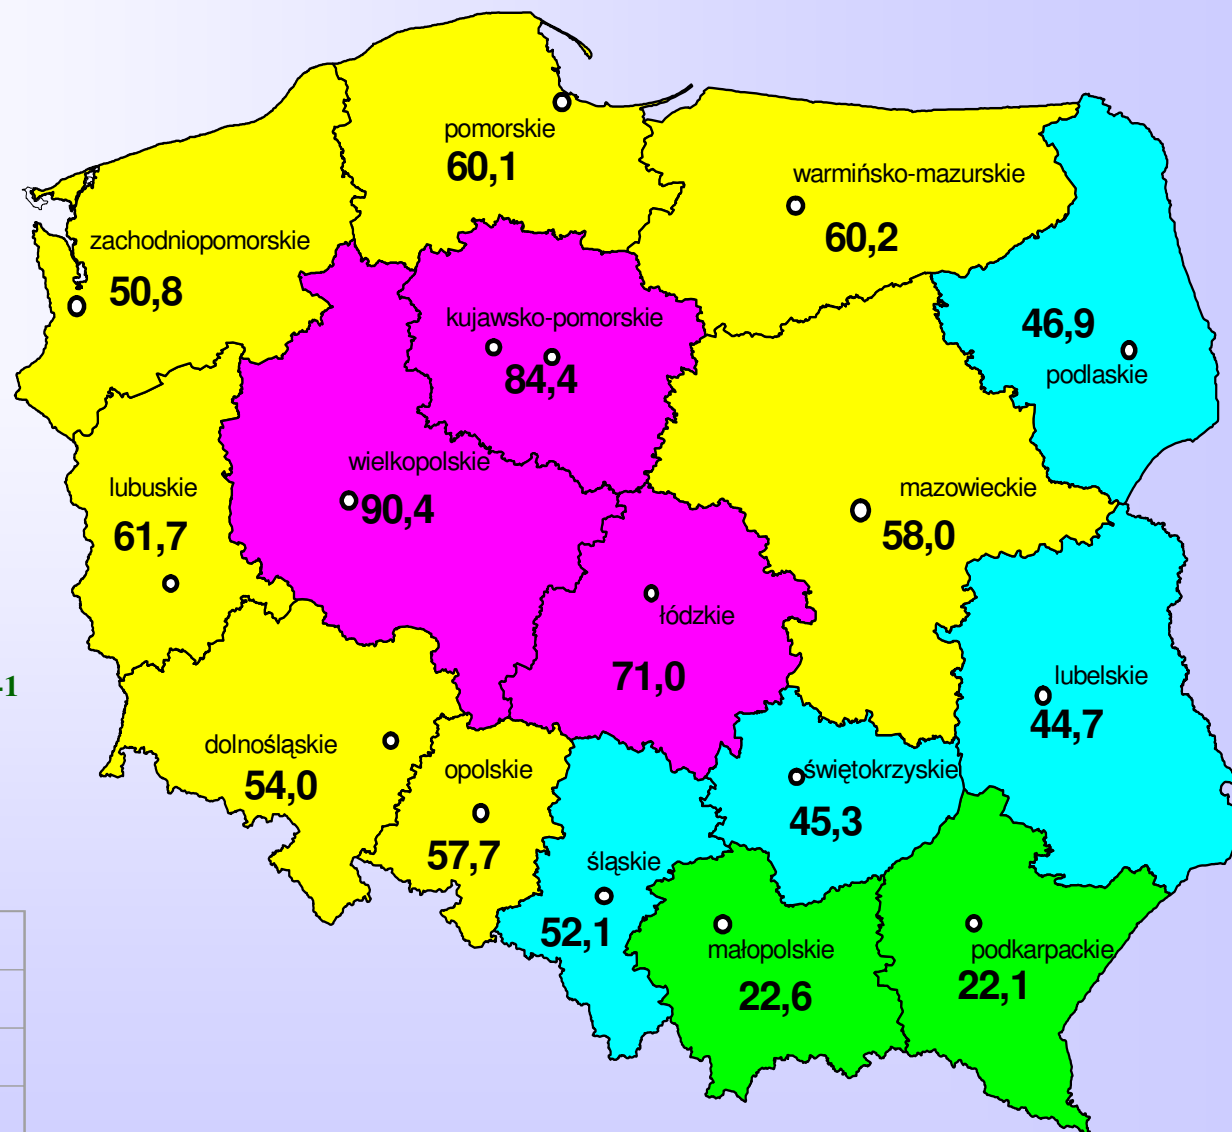 pomorskie
60,1
warmińsko-mazurskie
60,2
zachodniopomorskie
50,8
kujawsko-pomorskie
84,4
46,9
podlaskie
wielkopolskie
90,4
lubuskie
61,7
mazowieckie
58,0
łódzkie
71,0
-1
lubelskie
44,7
dolnośląskie
54,0
opolskie
57,7
świętokrzyskie
45,3
śląskie
52,1
małopolskie
22,6
podkarpackie
22,1